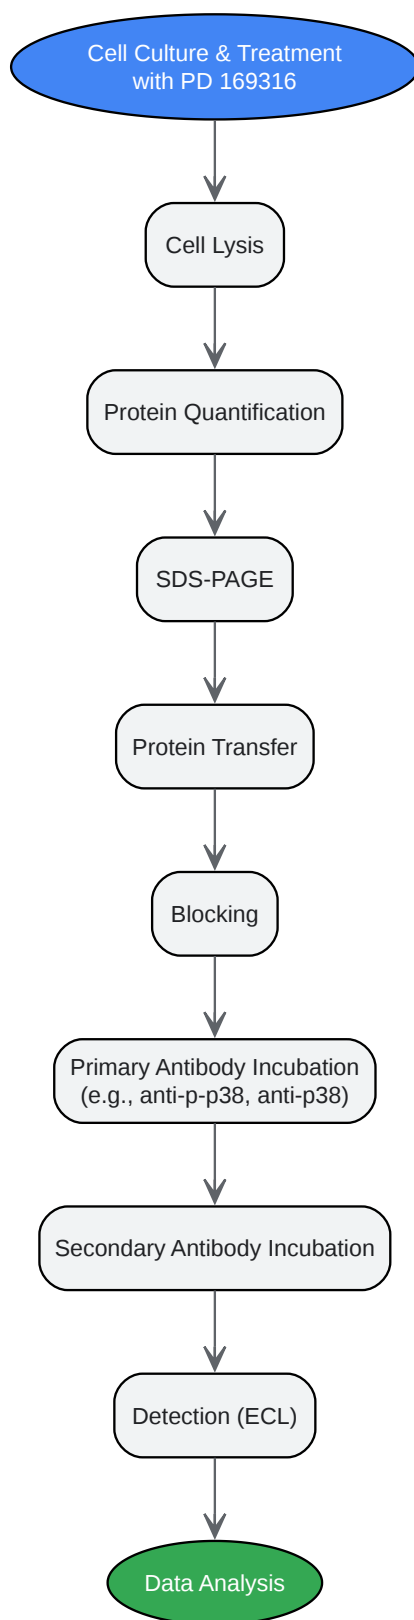 Cell Culture & Treatment
with PD 169316
Cell Lysis
Protein Quantification
SDS-PAGE
Protein Transfer
Blocking
Primary Antibody Incubation
(e.g., anti-p-p38, anti-p38)
Secondary Antibody Incubation
Detection (ECL)
Data Analysis